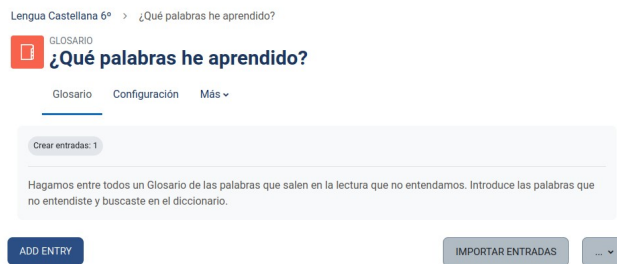 Lengua Castellana 6º > ¿Qué palabras he aprendido?
GLOSARIO
¿Qué palabras he aprendido?
Glosario Configuración Más
Crear entradas: 1
Hagamos entre todos un Glosario de las palabras que salen en la lectura que no entendamos. Introduce las palabras que
no entendiste y buscaste en el diccionario.
ADD ENTRY IMPORTAR ENTRADAS ...